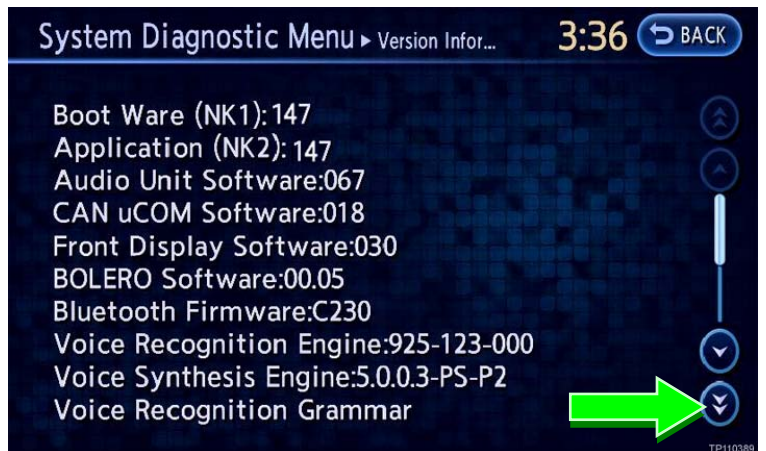 System Diagnostic Menu ▸ Version Infor... 3:36 BACK
Boot Ware (NK1): 147
Application (NK2): 147
Audio Unit Software:067
CAN uCOM Software:018
Front Display Software:030
BOLERO Software:00.05
Bluetooth Firmware:C230
Voice Recognition Engine:925-123-000
Voice Synthesis Engine:5.0.0.3-PS-P2
Voice Recognition Grammar
TP110389